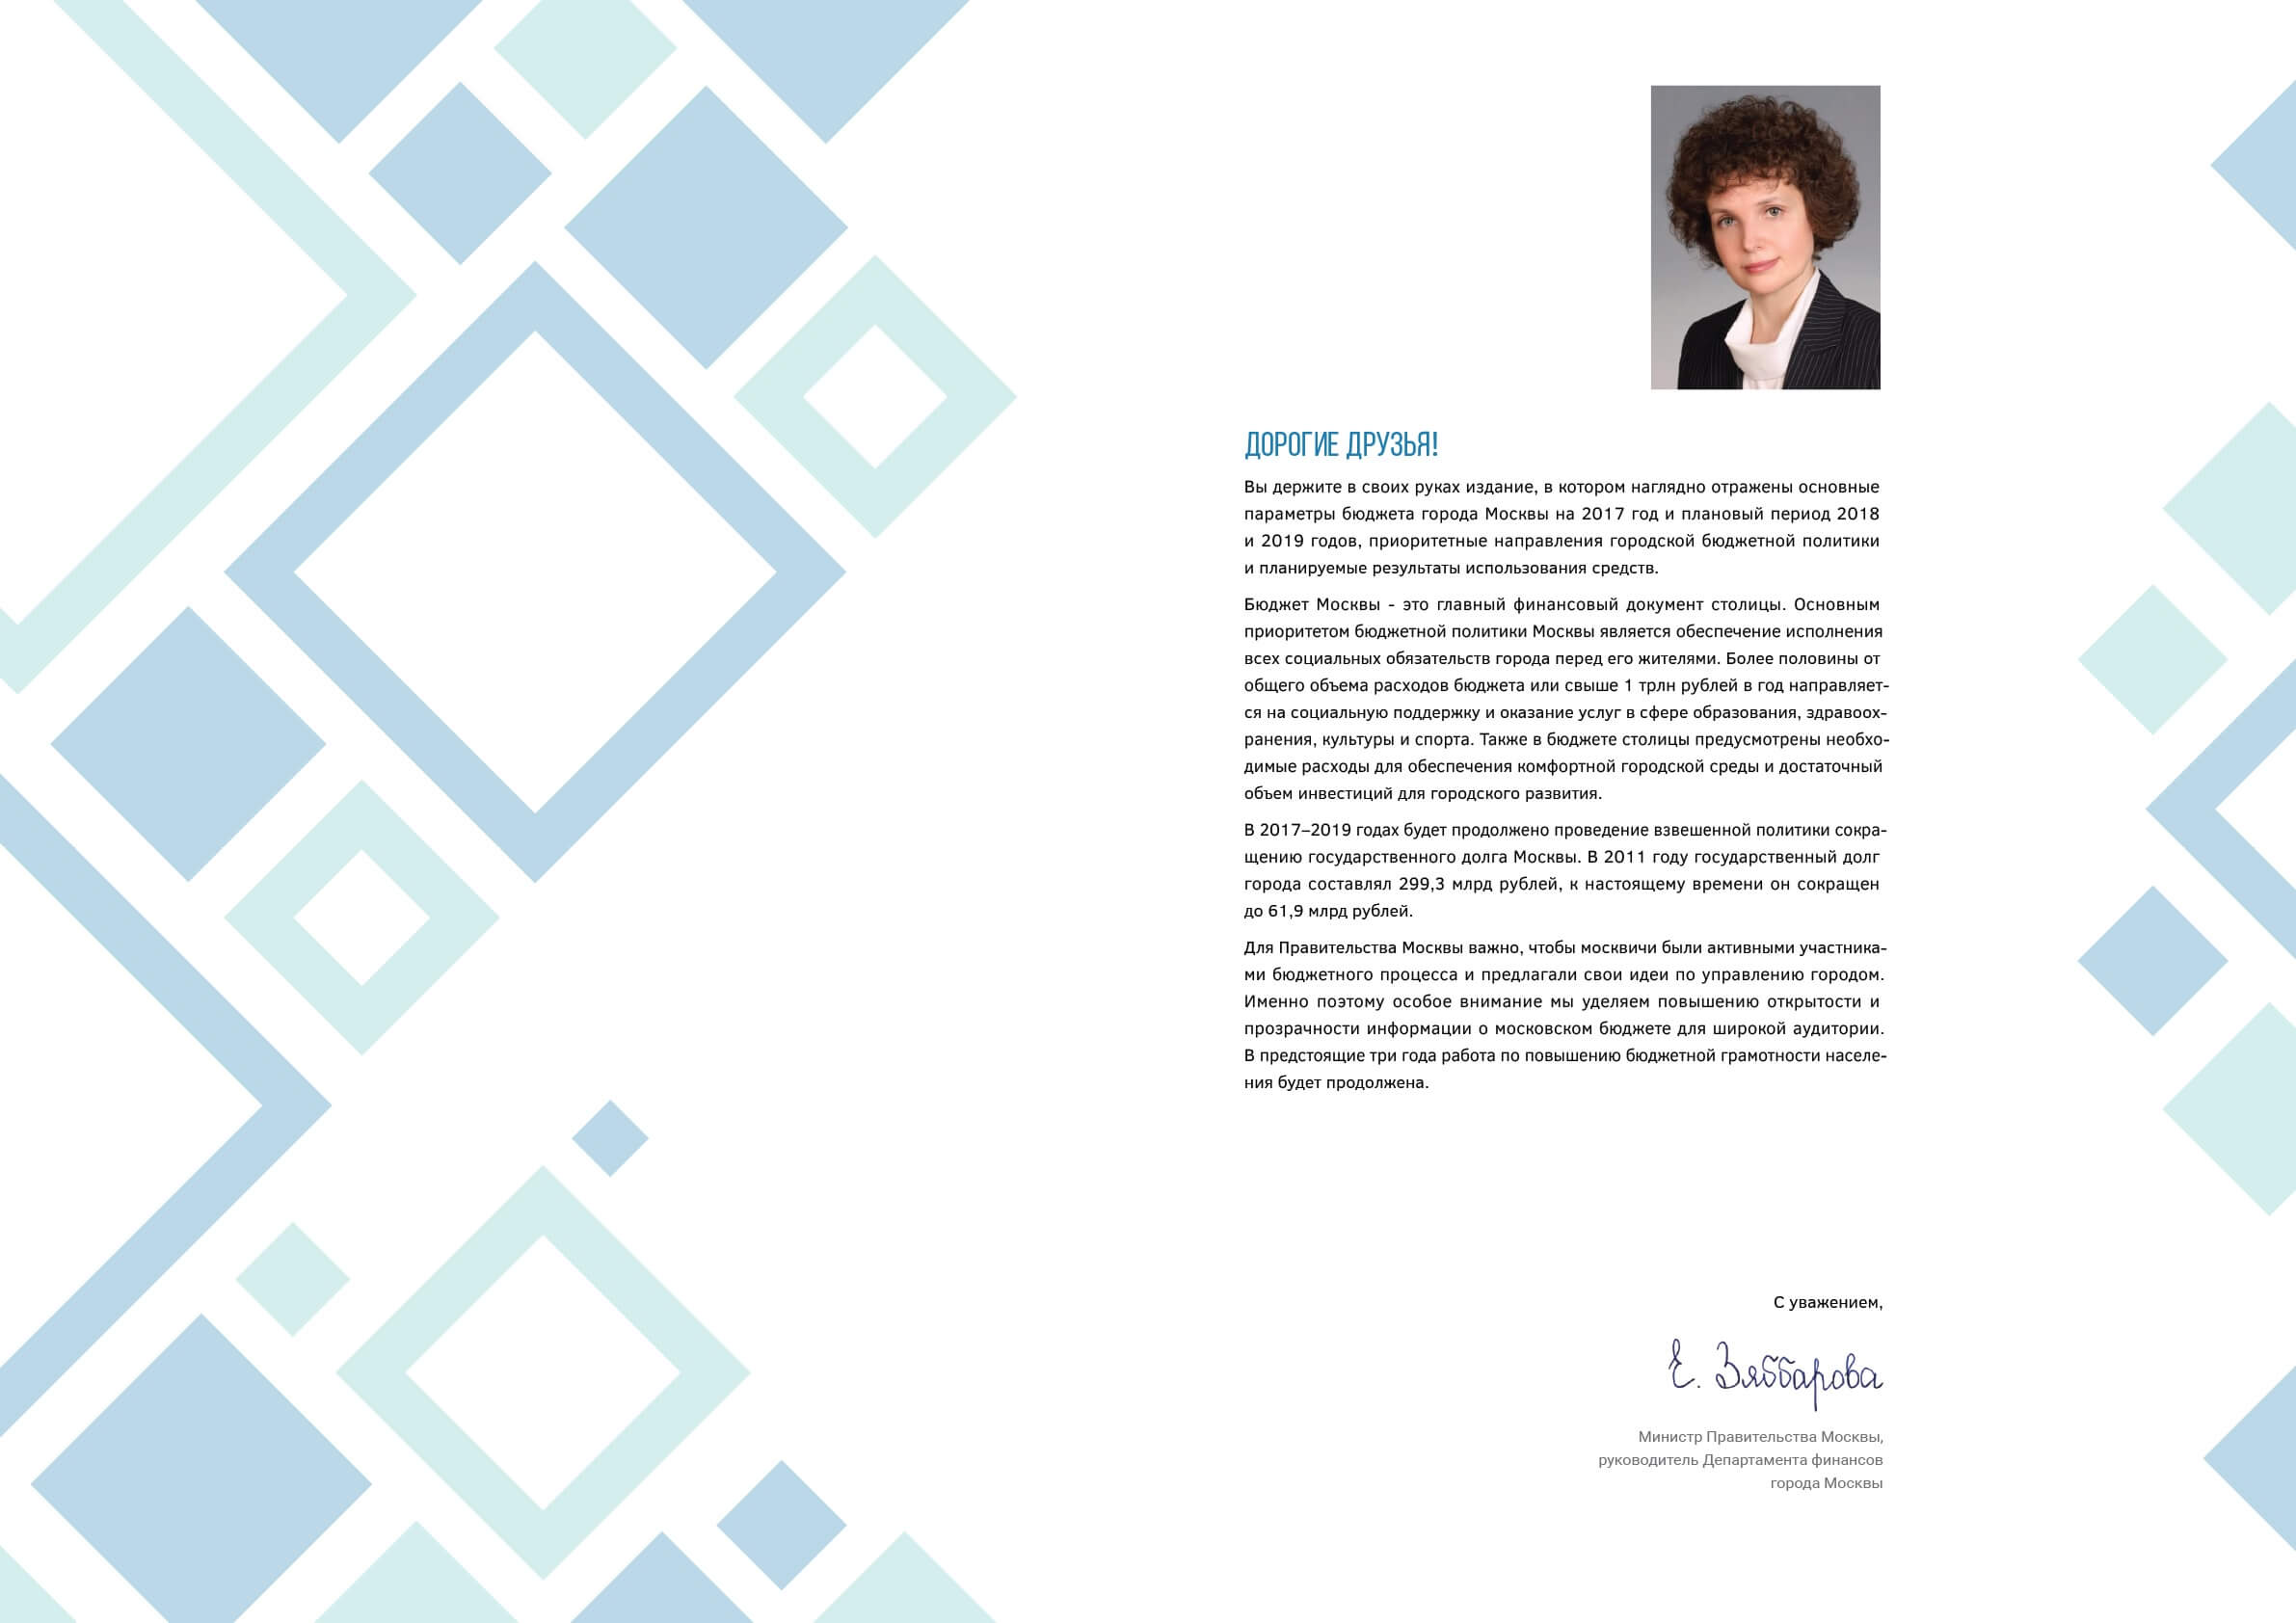 ДОРОГИЕ ДРУЗЬЯ!
Вы держите в своих руках издание, в котором наглядно отражены основные
параметры бюджета города Москвы на 2017 год и плановый период 2018
и 2019 годов, приоритетные направления городской бюджетной политики
и планируемые результаты использования средств.
Бюджет Москвы - это главный финансовый документ столицы. Основным
приоритетом бюджетной политики Москвы является обеспечение исполнения
всех социальных обязательств города перед его жителями. Более половины от
общего объема расходов бюджета или свыше 1 трлн рублей в год направляет-
ся на социальную поддержку и оказание услуг в сфере образования, здравоох-
ранения, культуры и спорта. Также в бюджете столицы предусмотрены необхо-
димые расходы для обеспечения комфортной городской среды и достаточный
объем инвестиций для городского развития.
В 2017–2019 годах будет продолжено проведение взвешенной политики сокра-
щению государственного долга Москвы. В 2011 году государственный долг
города составлял 299,3 млрд рублей, к настоящему времени он сокращен
до 61,9 млрд рублей.
Для Правительства Москвы важно, чтобы москвичи были активными участника-
ми бюджетного процесса и предлагали свои идеи по управлению городом.
Именно поэтому особое внимание мы уделяем повышению открытости и
прозрачности информации о московском бюджете для широкой аудитории.
В предстоящие три года работа по повышению бюджетной грамотности населе-
ния будет продолжена.
С уважением,
Е. Зяббарова
Министр Правительства Москвы,
руководитель Департамента финансов
города Москвы